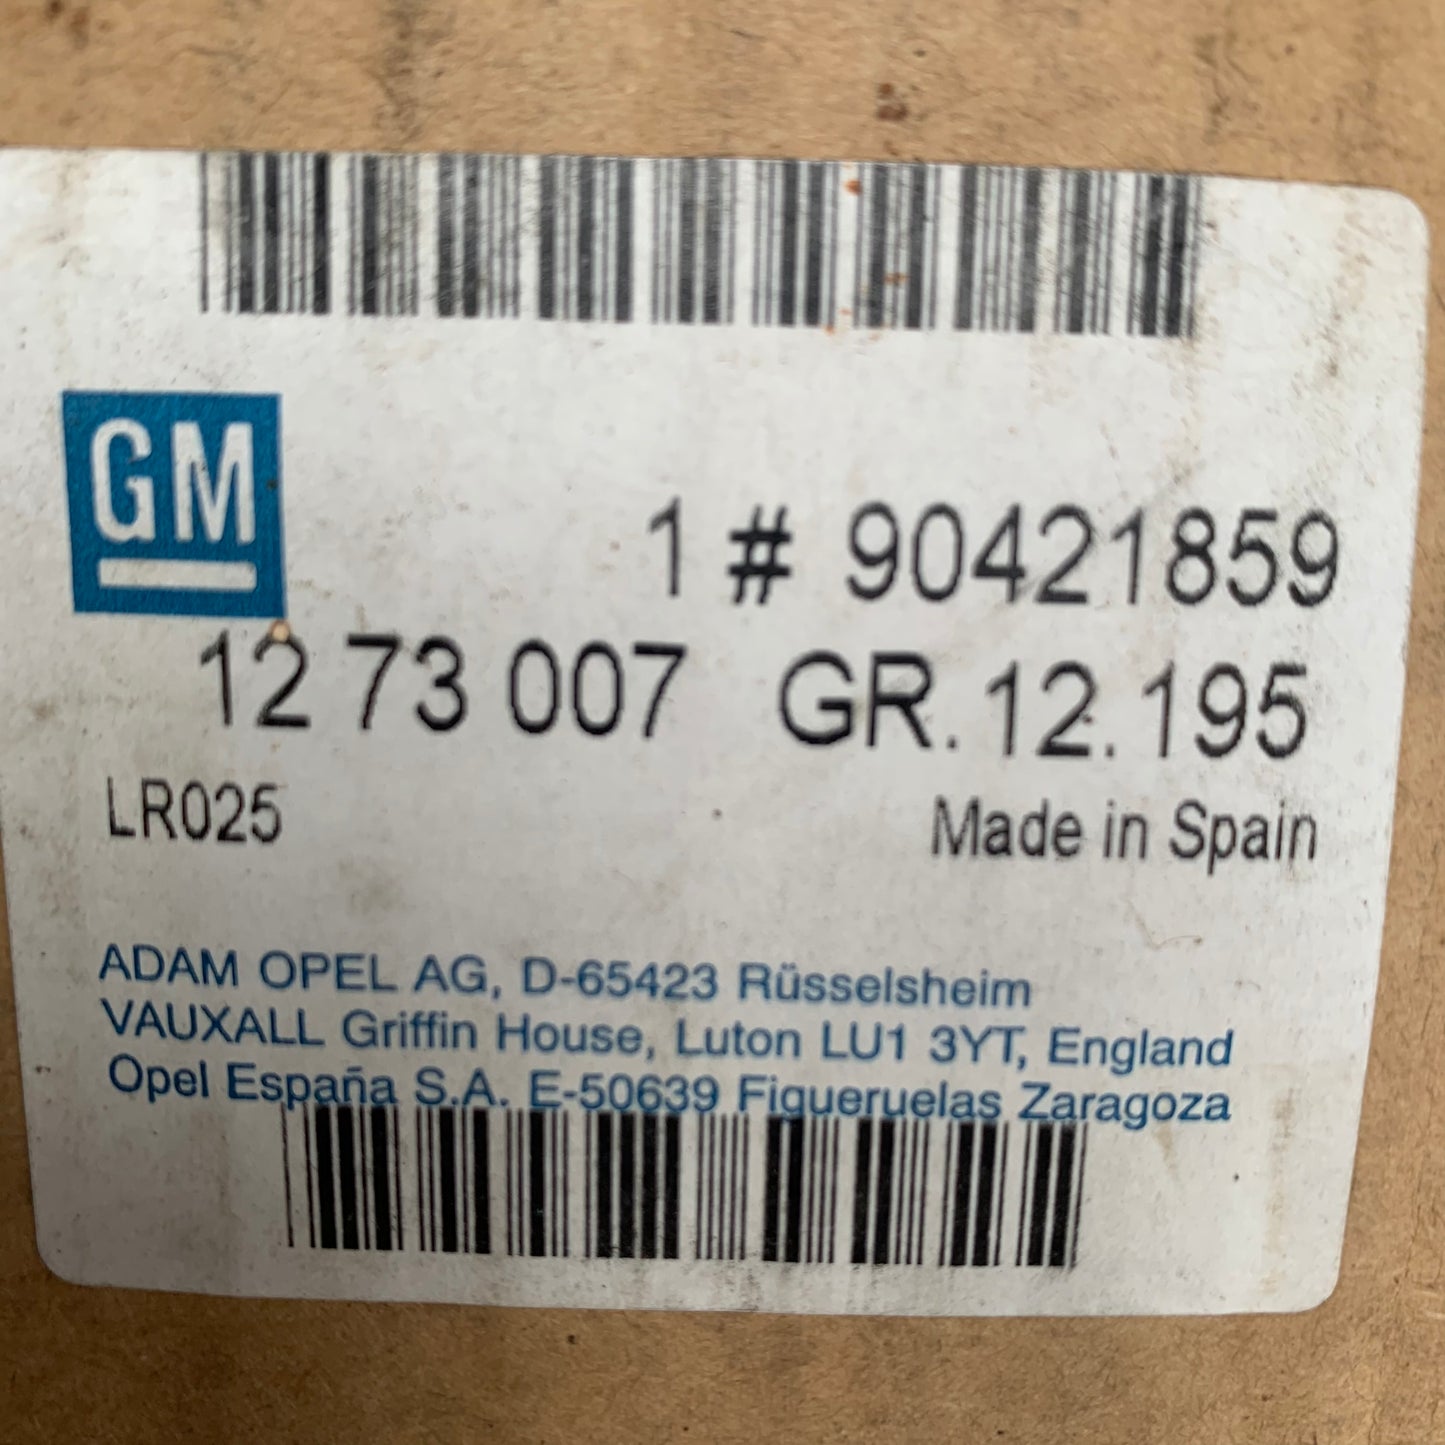 GM
1 # 90421859
12 73 007 GR. 12. 195
LR025 Made in Spain
ADAM OPEL AG, D-65423 Rüsselsheim
VAUXALL Griffin House, Luton LU1 3YT, England
Opel España S.A. E-50639 Figueruelas Zaragoza